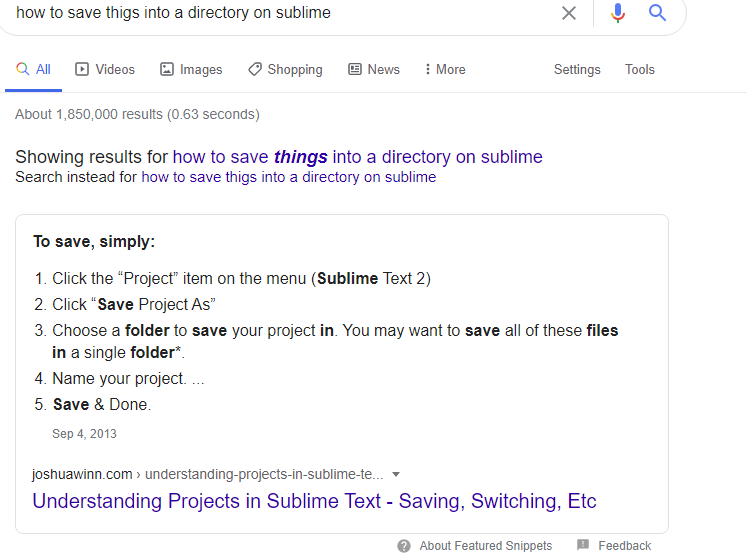 how to save thigs into a directory on sublime
All Videos Images Shopping News More Settings Tools
About 1,850,000 results (0.63 seconds)
Showing results for how to save things into a directory on sublime
Search instead for how to save thigs into a directory on sublime
To save, simply:
1. Click the “Project” item on the menu (Sublime Text 2)
2. Click “Save Project As”
3. Choose a folder to save your project in. You may want to save all of these files
in a single folder*.
4. Name your project. ...
5. Save & Done.
Sep 4, 2013
joshuawinn.com › understanding-projects-in-sublime-te...
Understanding Projects in Sublime Text - Saving, Switching, Etc
About Featured Snippets Feedback